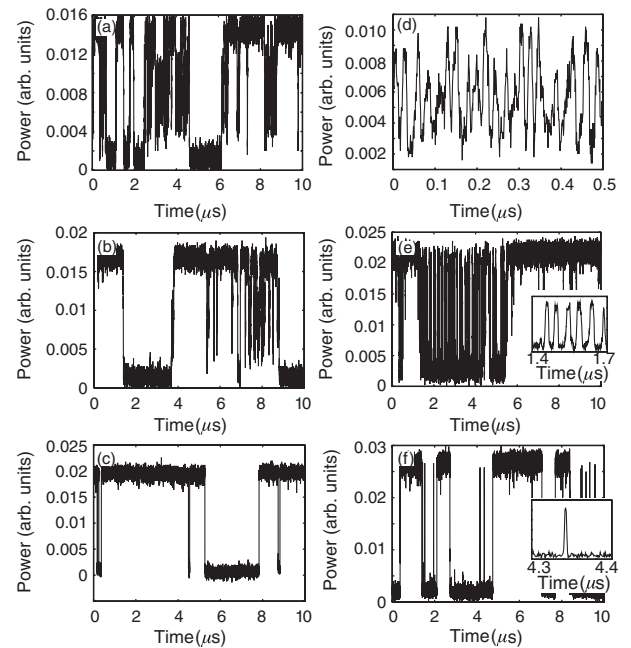 (a)
Power (arb. units)
0.016
0.012
0.008
0.004
0
0 2 4 6 8 10
Time(μs)
(d)
Power (arb. units)
0.010
0.008
0.006
0.004
0.002
0.0 0.1 0.2 0.3 0.4 0.5
Time(μs)
(b)
Power (arb. units)
0.02
0.015
0.01
0.005
0
0 2 4 6 8 10
Time(μs)
(e)
Power (arb. units)
0.025
0.02
0.015
0.01
0.005
0
0 2 4 6 8 10
Time(μs)
1.4 1.7
Time(μs)
(c)
Power (arb. units)
0.025
0.02
0.015
0.01
0.005
0
0 2 4 6 8 10
Time(μs)
(f)
Power (arb. units)
0.03
0.02
0.01
0
0 2 4 6 8 10
Time(μs)
4.3 4.4
Time(μs)